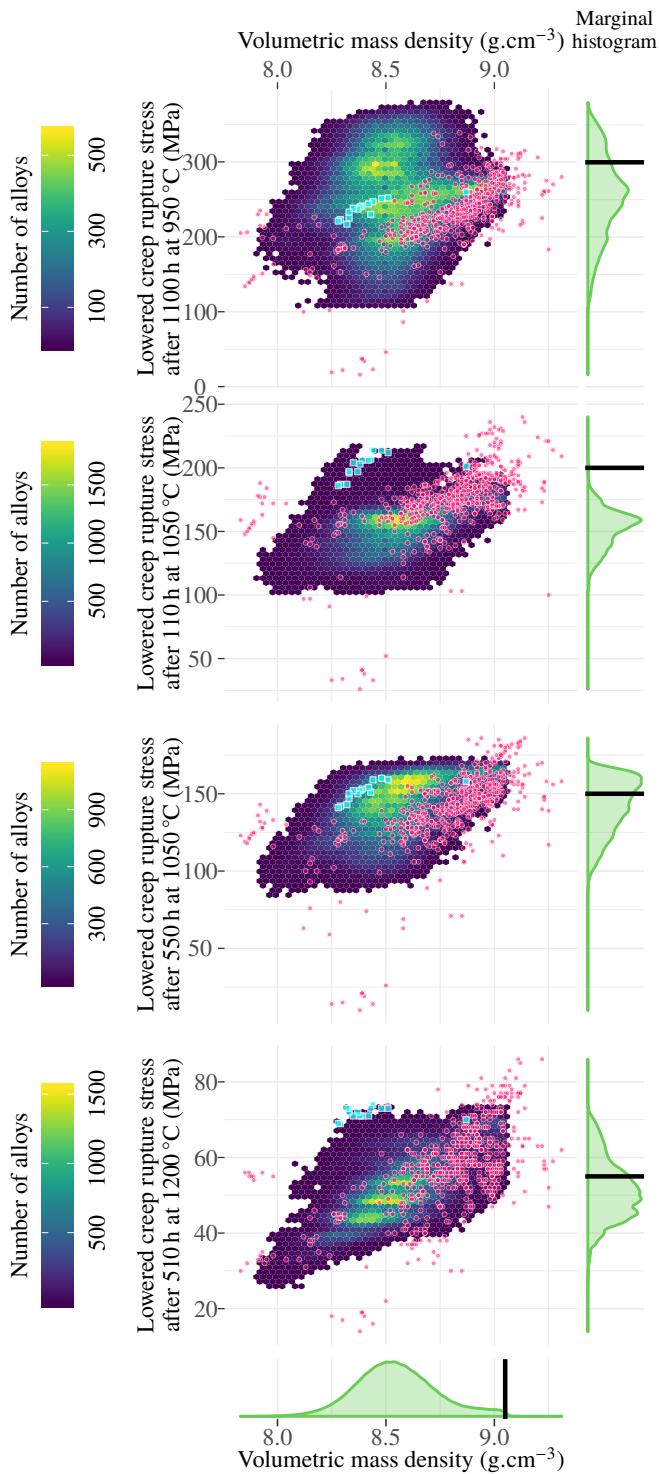 Volumetric mass density (g.cm⁻³)
Marginal
histogram
8.0 8.5 9.0
Number of alloys
100 300 500
Lowered creep rupture stress
after 1100 h at 950 °C (MPa)
300
200
100
0
Number of alloys
500 1000 1500
Lowered creep rupture stress
after 110 h at 1050 °C (MPa)
250
200
150
100
50
Number of alloys
300 600 900
Lowered creep rupture stress
after 550 h at 1050 °C (MPa)
150
100
50
Number of alloys
500 1000 1500
Lowered creep rupture stress
after 510 h at 1200 °C (MPa)
80
60
40
20
8.0 8.5 9.0
Volumetric mass density (g.cm⁻³)